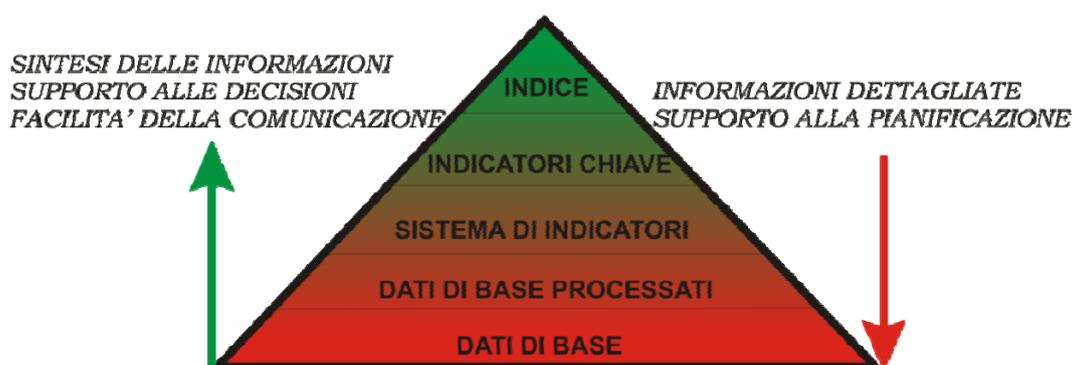 SINTESI DELLE INFORMAZIONI
SUPPORTO ALLE DECISIONI
FACILITA' DELLA COMUNICAZIONE
INDICE
INFORMAZIONI DETTAGLIATE
SUPPORTO ALLA PIANIFICAZIONE
INDICATORI CHIAVE
SISTEMA DI INDICATORI
DATI DI BASE PROCESSATI
DATI DI BASE